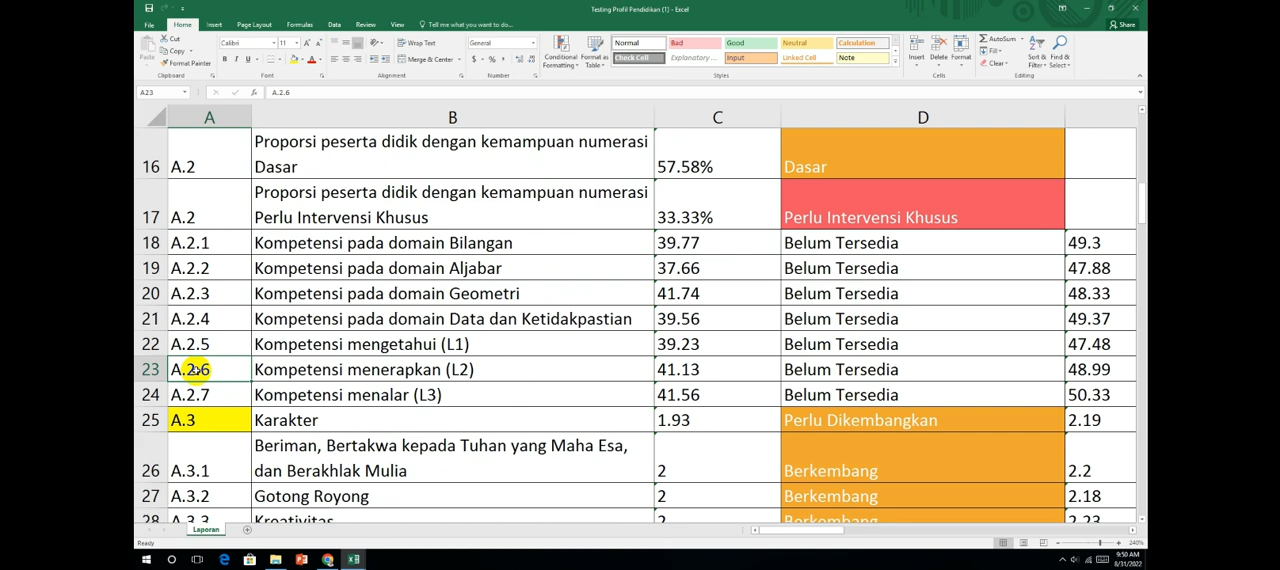 Testing Profil Pendidikan (1) - Excel
File Home Insert Page Layout Formulas Data Review View Tell me what you want to do... Share
Cut
Copy
Format Painter
Paste
Calibri 11
B I U
Wrap Text
Merge & Center
General
$ % ,
Conditional Formatting
Format as Table
Normal Bad Good Neutral Calculation
Check Cell Explanatory ... Input Linked Cell Note
Insert Delete Format
AutoSum
Fill
Clear
Sort & Filter
Find & Select
Clipboard Font Alignment Number Styles Cells Editing
A23 fx A.2.6
A B C D
Proporsi peserta didik dengan kemampuan numerasi
16 A.2 Dasar 57.58% Dasar
Proporsi peserta didik dengan kemampuan numerasi
17 A.2 Perlu Intervensi Khusus 33.33% Perlu Intervensi Khusus
18 A.2.1 Kompetensi pada domain Bilangan 39.77 Belum Tersedia 49.3
19 A.2.2 Kompetensi pada domain Aljabar 37.66 Belum Tersedia 47.88
20 A.2.3 Kompetensi pada domain Geometri 41.74 Belum Tersedia 48.33
21 A.2.4 Kompetensi pada domain Data dan Ketidakpastian 39.56 Belum Tersedia 49.37
22 A.2.5 Kompetensi mengetahui (L1) 39.23 Belum Tersedia 47.48
23 A.2.6 Kompetensi menerapkan (L2) 41.13 Belum Tersedia 48.99
24 A.2.7 Kompetensi menalar (L3) 41.56 Belum Tersedia 50.33
25 A.3 Karakter 1.93 Perlu Dikembangkan 2.19
Beriman, Bertakwa kepada Tuhan yang Maha Esa,
26 A.3.1 dan Berakhlak Mulia 2 Berkembang 2.2
27 A.3.2 Gotong Royong 2 Berkembang 2.18
28 A.3.3 Kreativitas 2 Berkembang 2.23
Laporan
Ready 240%
9:50 AM
8/31/2022